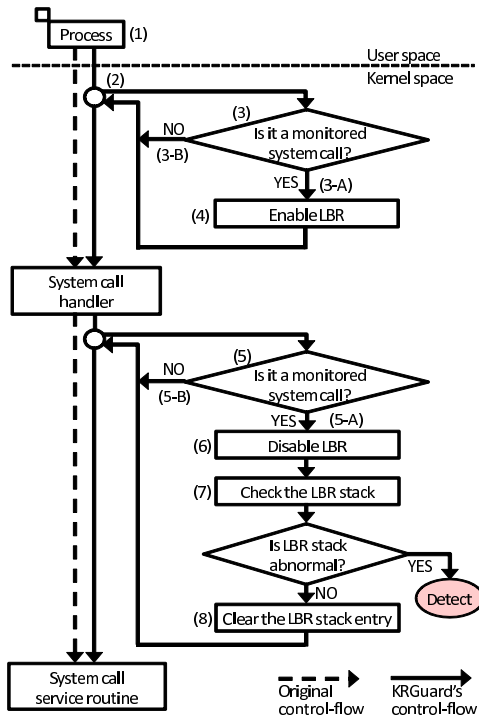 Process (1)
User space
Kernel space
(2)
(3)
Is it a monitored
system call?
NO
(3-B)
YES (3-A)
(4) Enable LBR
System call
handler
(5)
Is it a monitored
system call?
NO
(5-B)
YES (5-A)
(6) Disable LBR
(7) Check the LBR stack
Is LBR stack
abnormal?
YES
Detect
NO
(8) Clear the LBR stack entry
System call
service routine
Original
control-flow
KRGuard's
control-flow